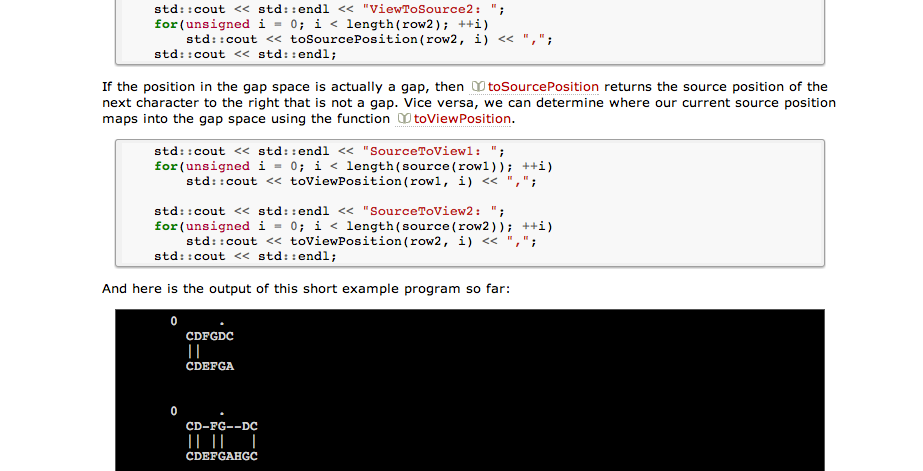 std::cout << std::endl << "ViewToSource2: ";
for(unsigned i = 0; i < length(row2); ++i)
    std::cout << toSourcePosition(row2, i) << ",";
std::cout << std::endl;
If the position in the gap space is actually a gap, then toSourcePosition returns the source position of the
next character to the right that is not a gap. Vice versa, we can determine where our current source position
maps into the gap space using the function toViewPosition.
std::cout << std::endl << "SourceToView1: ";
for(unsigned i = 0; i < length(source(row1)); ++i)
    std::cout << toViewPosition(row1, i) << ",";
std::cout << std::endl << "SourceToView2: ";
for(unsigned i = 0; i < length(source(row2)); ++i)
    std::cout << toViewPosition(row2, i) << ",";
std::cout << std::endl;
And here is the output of this short example program so far:
0     .
  CDFGDC
  ||
  CDEFGA
0     .
  CD-FG--DC
  || ||  |
  CDEFGAHGC